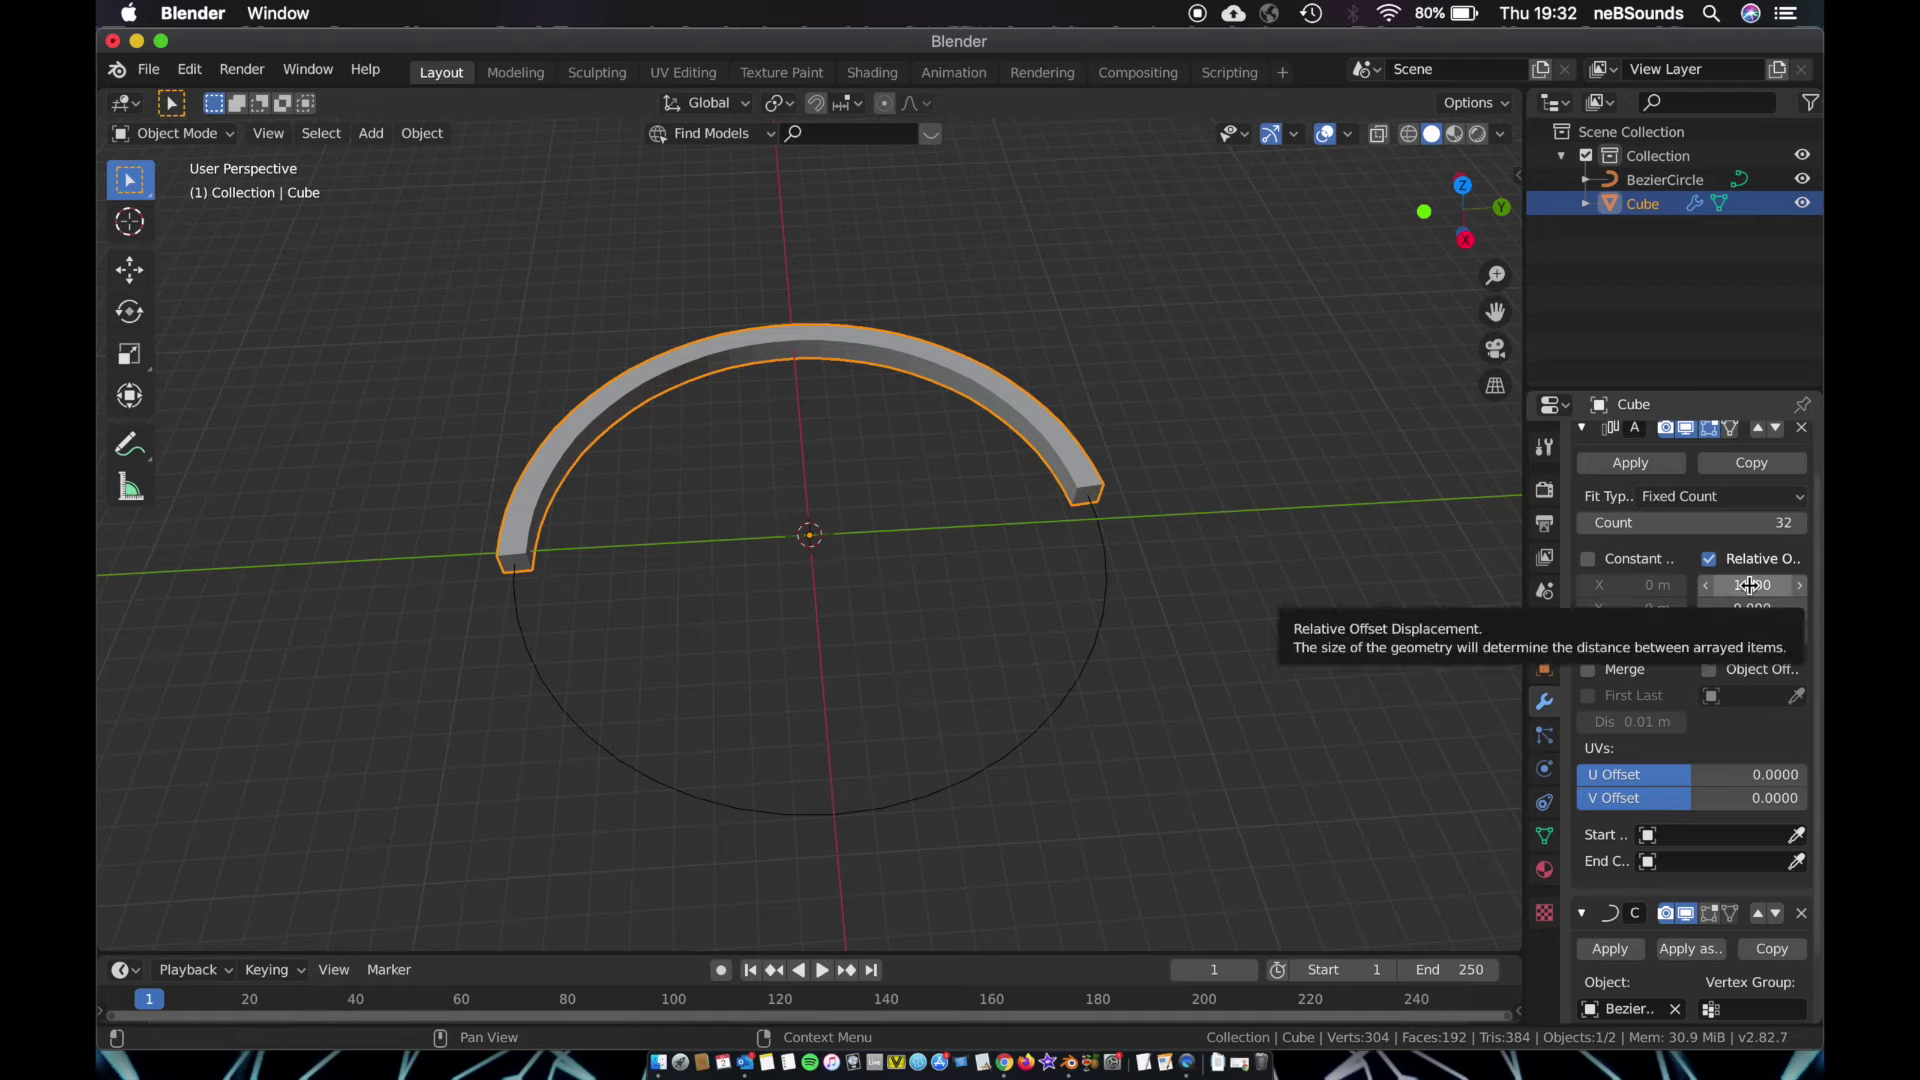 Blender Window
80% Thu 19:32 neBSounds
Blender
File Edit Render Window Help
Layout Modeling Sculpting UV Editing Texture Paint Shading Animation Rendering Compositing Scripting
Scene View Layer
Global Options
Object Mode View Select Add Object
Find Models
User Perspective
(1) Collection | Cube
Z
Y
X
Scene Collection
Collection
BezierCircle
Cube
Cube
A
Apply Copy
Fit Typ.. Fixed Count
Count 32
Constant .. Relative O..
X 0 m
Relative Offset Displacement.
The size of the geometry will determine the distance between arrayed items.
Merge Object Off..
First Last
Dis 0.01 m
UVs:
U Offset 0.0000
V Offset 0.0000
Start ..
End C..
C
Apply Apply as.. Copy
Object: Vertex Group:
Bezier..
Playback Keying View Marker
1 Start 1 End 250
1 20 40 60 80 100 120 140 160 180 200 220 240
Pan View Context Menu
Collection | Cube | Verts:304 | Faces:192 | Tris:384 | Objects:1/2 | Mem: 30.9 MiB | v2.82.7